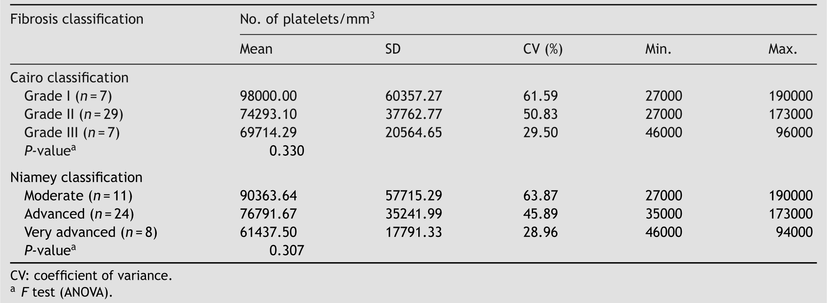 Fibrosis classification No. of platelets/mm3
Mean SD CV (%) Min. Max.
Cairo classification
Grade I (n = 7) 98000.00 60357.27 61.59 27000 190000
Grade II (n = 29) 74293.10 37762.77 50.83 27000 173000
Grade III (n = 7) 69714.29 20564.65 29.50 46000 96000
P-valuea 0.330
Niamey classification
Moderate (n = 11) 90363.64 57715.29 63.87 27000 190000
Advanced (n = 24) 76791.67 35241.99 45.89 35000 173000
Very advanced (n = 8) 61437.50 17791.33 28.96 46000 94000
P-valuea 0.307
CV: coefficient of variance.
a F test (ANOVA).